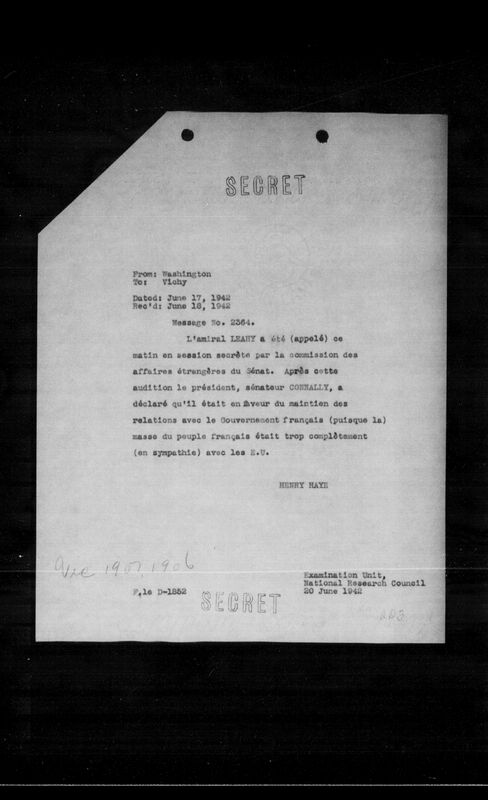 SECRET
From: Washington
To: Vichy
Dated: June 17, 1942
Rec'd: June 18, 1942
Message No. 2364.
L'amiral LEAHY a été (appelé) ce
matin en session secrète par la commission des
affaires étrangères du Sénat. Après cette
audition le président, sénateur CONNALLY, a
déclaré qu'il était en faveur du maintien des
relations avec le Gouvernement français (puisque la)
masse du peuple français était trop complètement
(en sympathie) avec les E.U.
HENRY HAYE
1907, 1906
Examination Unit,
National Research Council
20 June 1942
File D-1852
SECRET
203